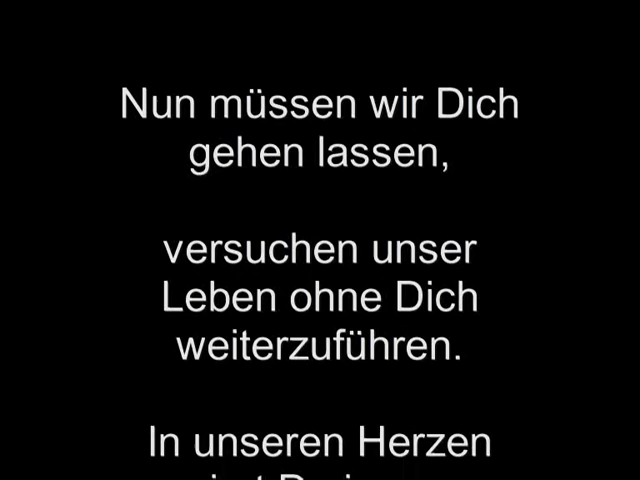 Nun müssen wir Dich
gehen lassen,
versuchen unser
Leben ohne Dich
weiterzuführen.
In unseren Herzen